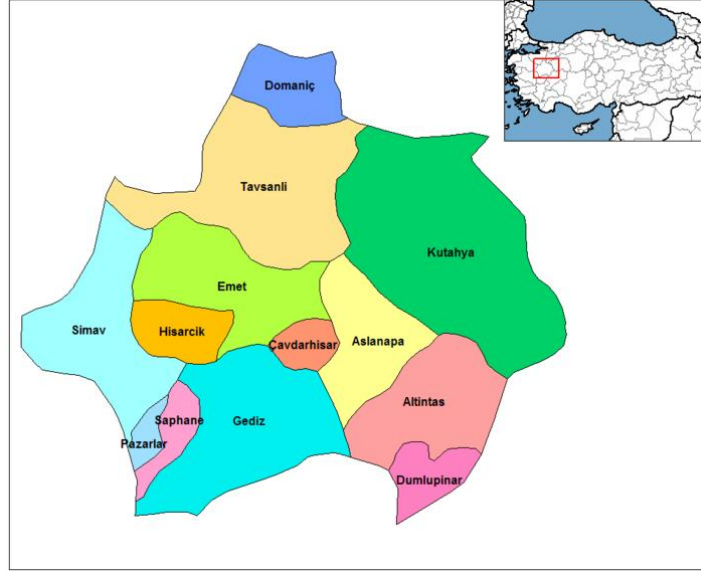 Domaniç
Tavsanli
Kutahya
Emet
Simav
Hisarcik
Çavdarhisar
Aslanapa
Altintas
Saphane
Gediz
Pazarlar
Dumlupinar